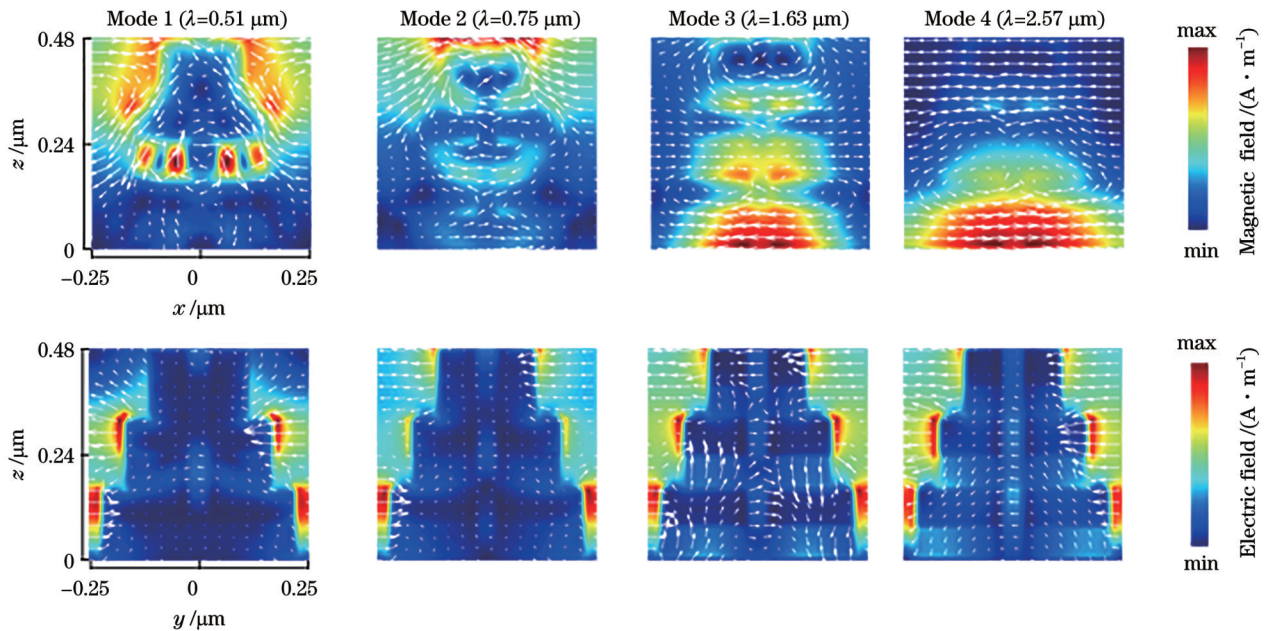 Mode 1 (λ=0.51 μm)
Mode 2 (λ=0.75 μm)
Mode 3 (λ=1.63 μm)
Mode 4 (λ=2.57 μm)
0.48
0.24
0
z /μm
−0.25
0
0.25
x /μm
max
min
Magnetic field /(A · m⁻¹)
0.48
0.24
0
z /μm
−0.25
0
0.25
y /μm
max
min
Electric field /(A · m⁻¹)